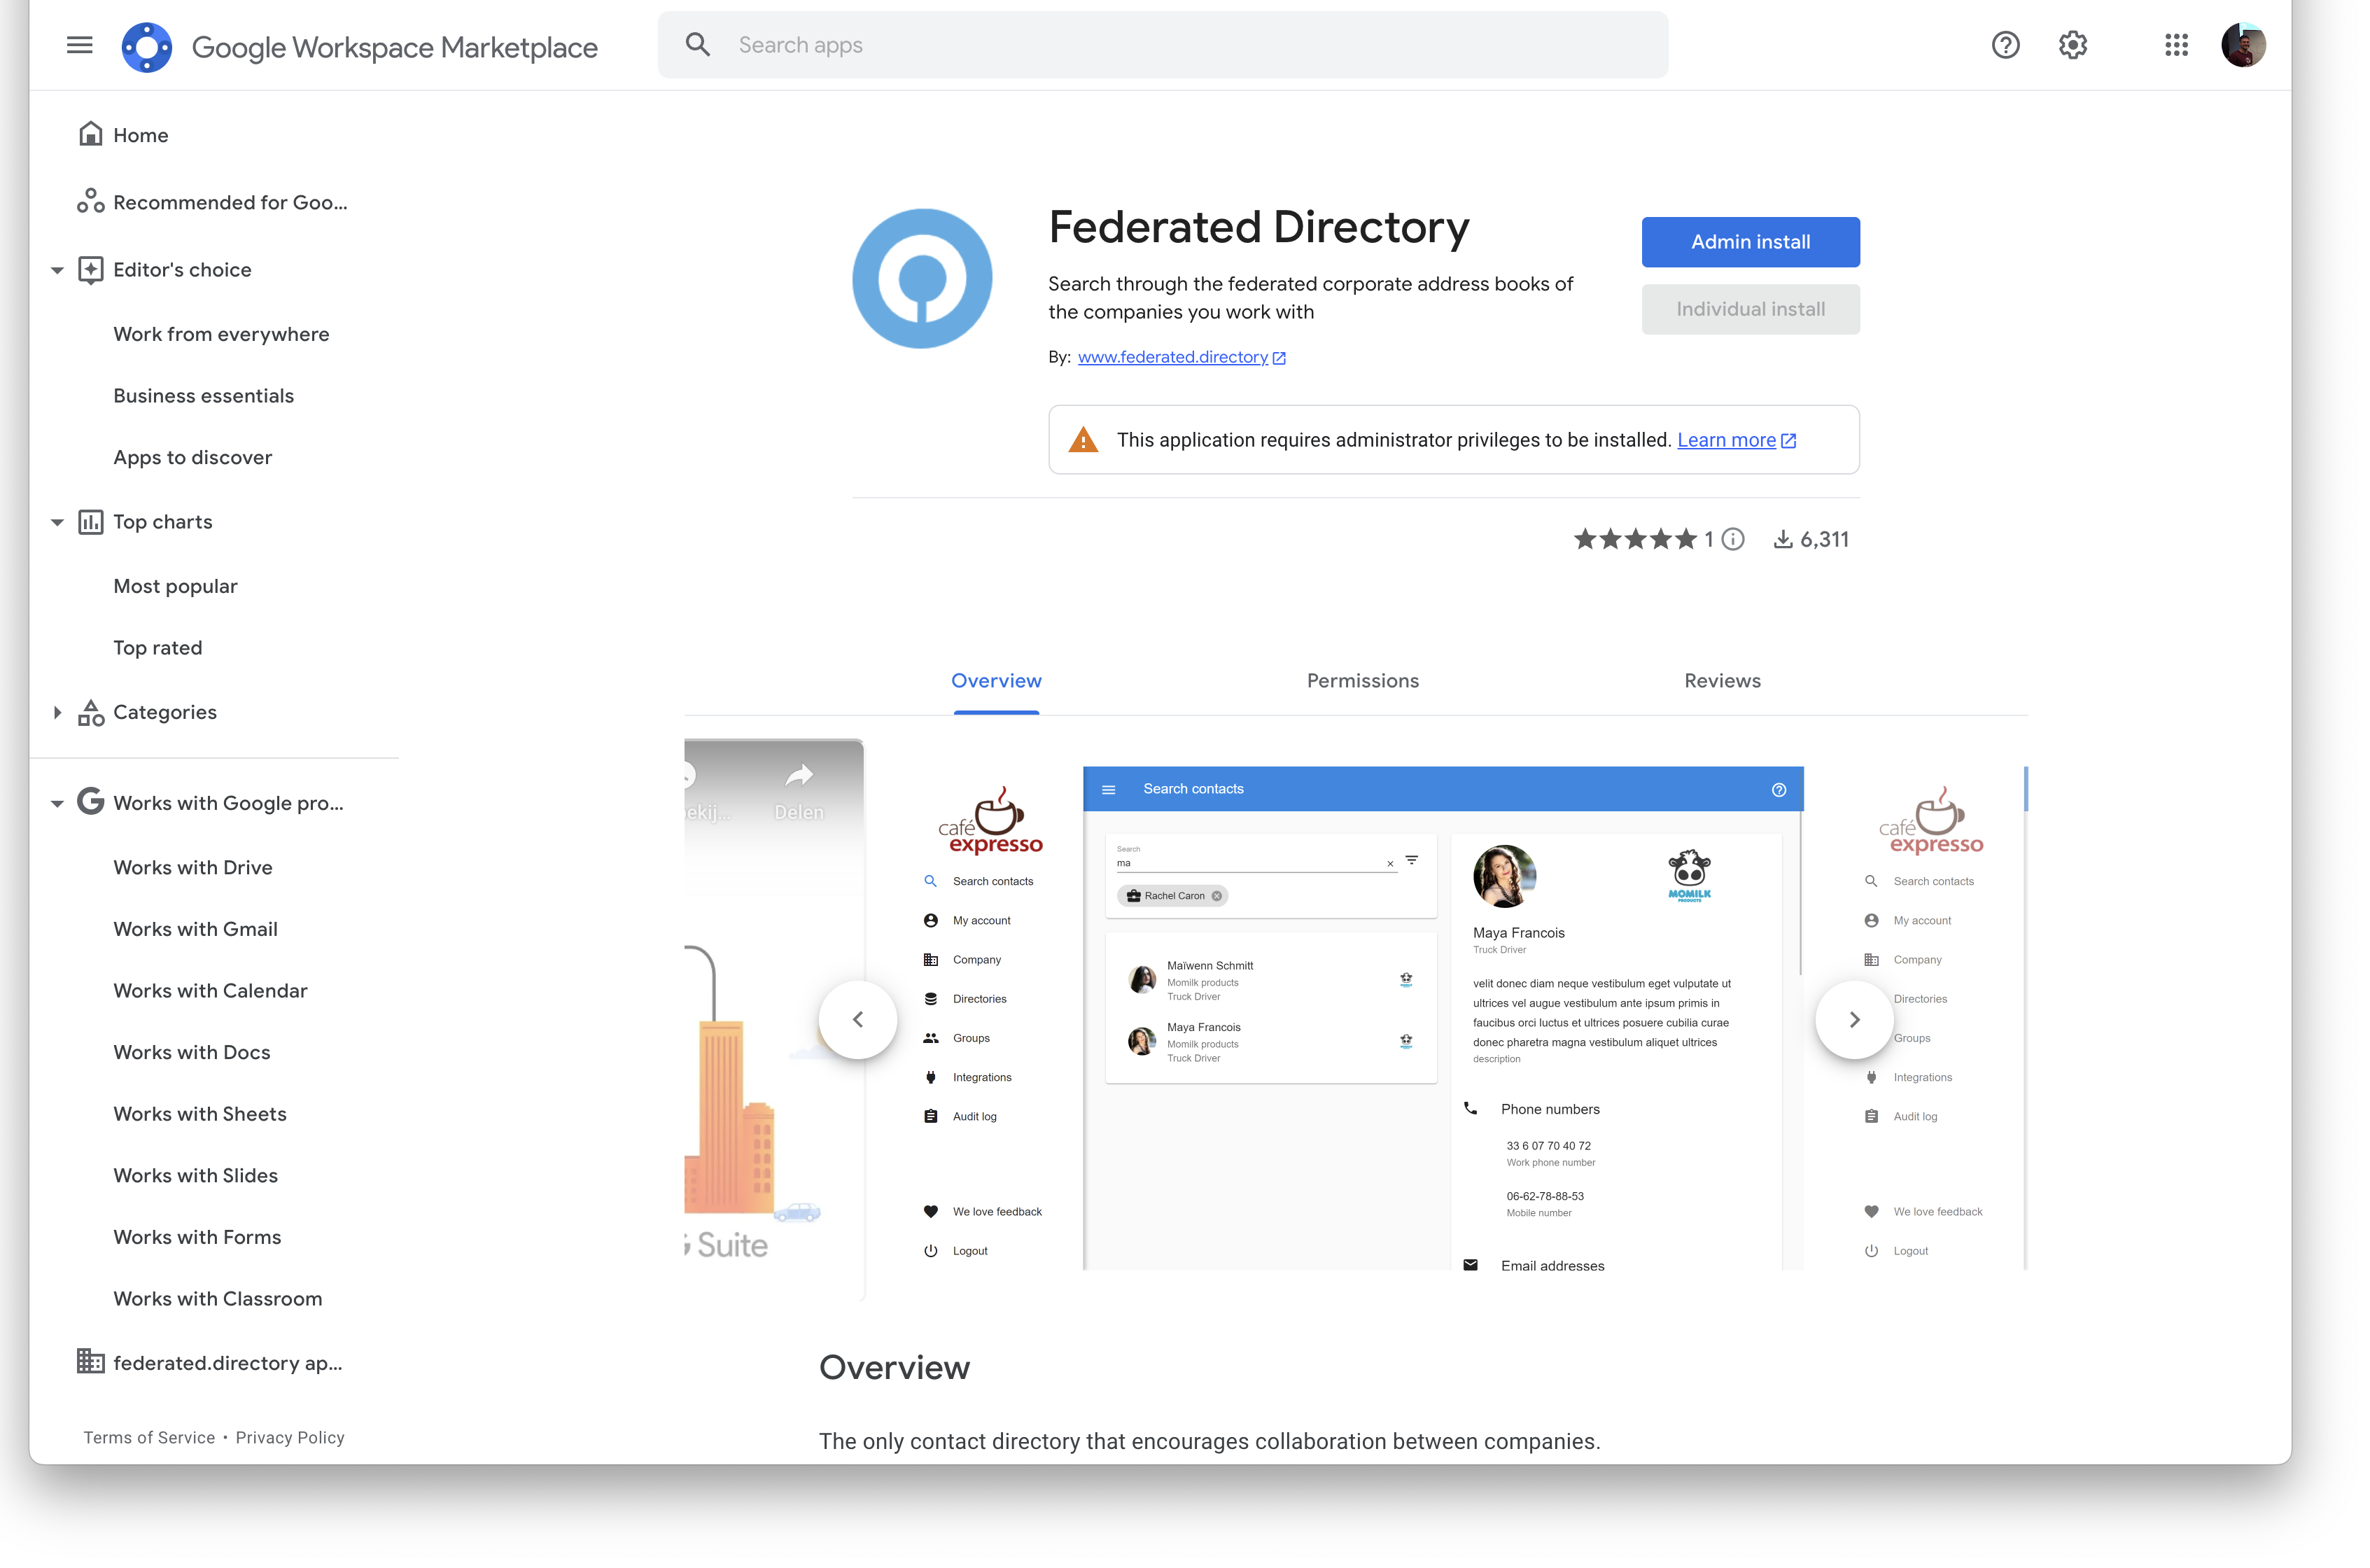 Google Workspace Marketplace
Search apps
Home
Recommended for Goo...
Editor's choice
Work from everywhere
Business essentials
Apps to discover
Top charts
Most popular
Top rated
Categories
Works with Google pro...
Works with Drive
Works with Gmail
Works with Calendar
Works with Docs
Works with Sheets
Works with Slides
Works with Forms
Works with Classroom
federated.directory ap...
Terms of Service • Privacy Policy
Federated Directory
Search through the federated corporate address books of
the companies you work with
By: www.federated.directory
Admin install
Individual install
This application requires administrator privileges to be installed. Learn more
1
6,311
Overview
Permissions
Reviews
ekij...
Delen
Suite
café
expresso
Search contacts
My account
Company
Directories
Groups
Integrations
Audit log
We love feedback
Logout
Search contacts
Search
ma
Rachel Caron
Maïwenn Schmitt
Momilk products
Truck Driver
Maya Francois
Momilk products
Truck Driver
MOMILK
PRODUCTS
Maya Francois
Truck Driver
velit donec diam neque vestibulum eget vulputate ut
ultrices vel augue vestibulum ante ipsum primis in
faucibus orci luctus et ultrices posuere cubilia curae
donec pharetra magna vestibulum aliquet ultrices
description
Phone numbers
33 6 07 70 40 72
Work phone number
06-62-78-88-53
Mobile number
Email addresses
café
expresso
Search contacts
My account
Company
Directories
Groups
Integrations
Audit log
We love feedback
Logout
Overview
The only contact directory that encourages collaboration between companies.